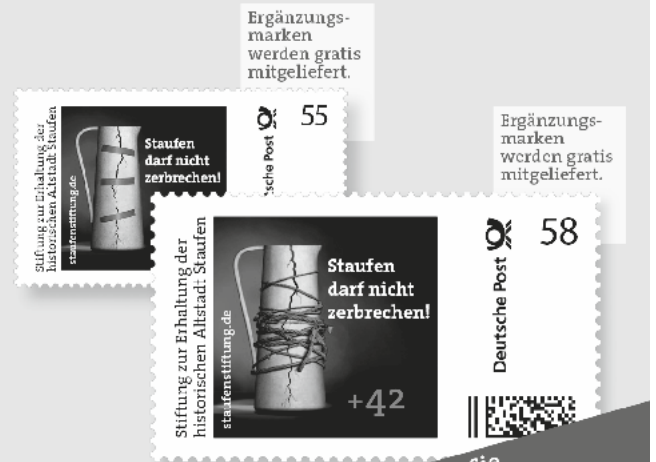 Ergänzungs-
marken
werden gratis
mitgeliefert.
Ergänzungs-
marken
werden gratis
mitgeliefert.
Stiftung zur Erhaltung der
historischen Altstadt Staufen
staufenstiftung.de
Staufen
darf nicht
zerbrechen!
sche Post
55
Stiftung zur Erhaltung der
historischen Altstadt Staufen
staufenstiftung.de
Staufen
darf nicht
zerbrechen!
+42
Deutsche Post
58